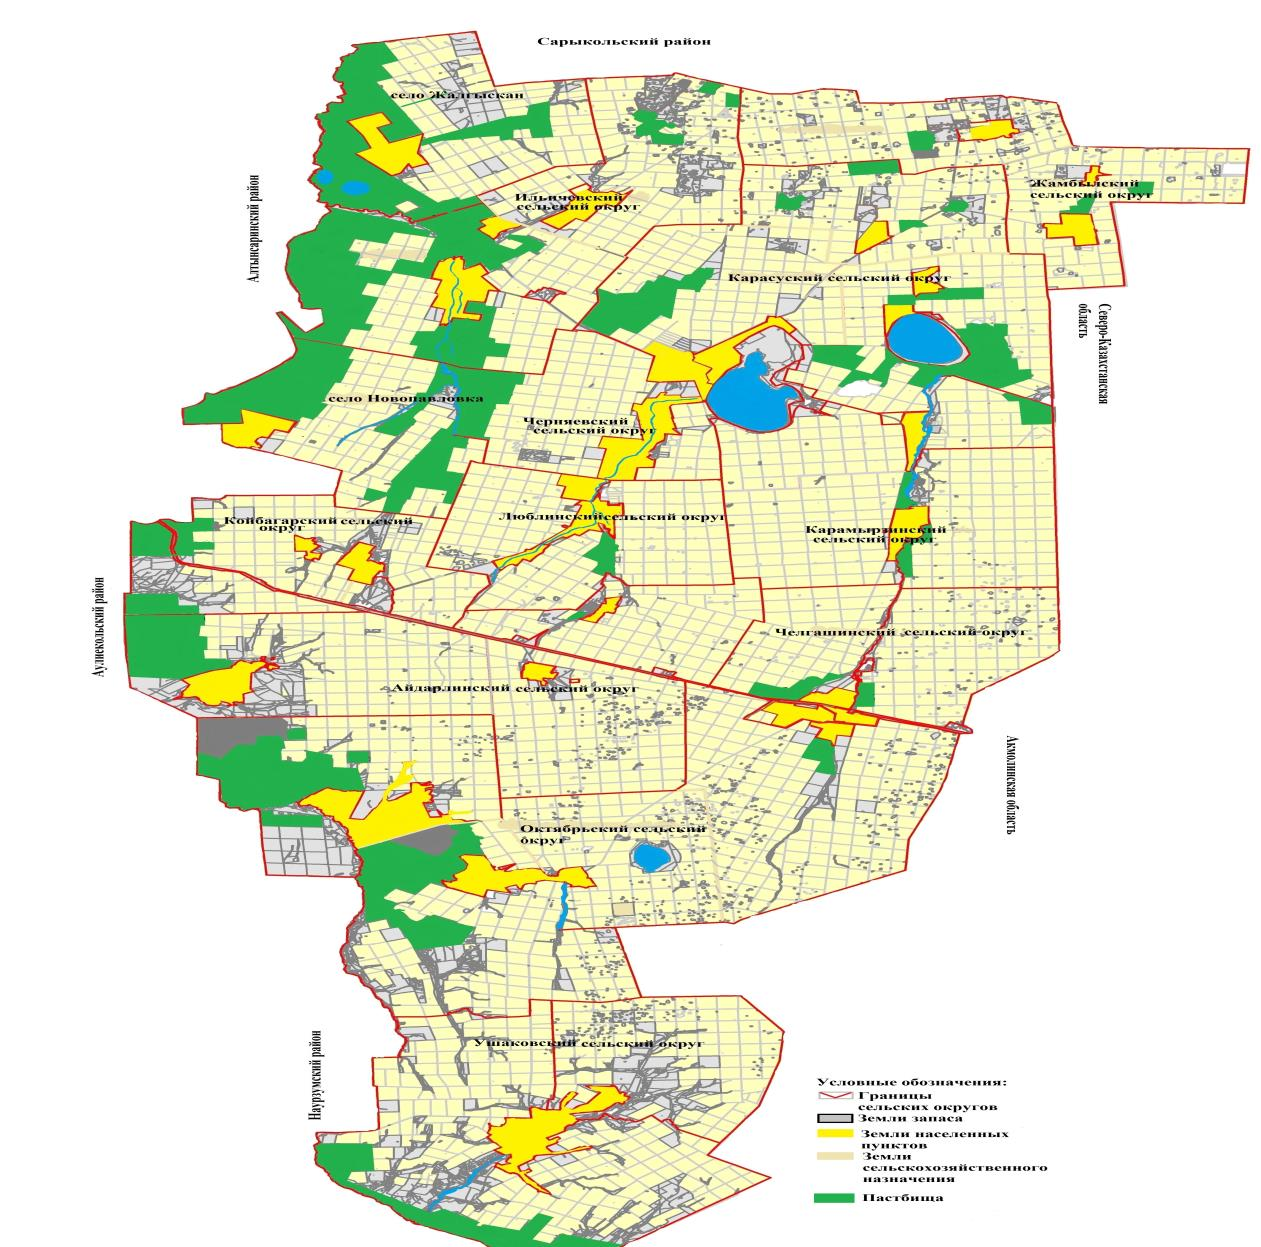 Сарыкольский район
село Жалгыскан
Алтынсаринский район
Ильичевский
сельский округ
Жамбылский
сельский округ
Карасуский сельский округ
Северо-Казахстанская
область
село Новопавловка
Черняевский
сельский округ
Койбагарский сельский
округ
Люблинский сельский округ
Карамырзинский
сельский округ
Аулиекольский район
Челгашинский сельский округ
Айдарлинский сельский округ
Акмолинская область
Октябрьский сельский
округ
Наурзумский район
Ушаковский сельский округ
Условные обозначения:
Границы
сельских округов
Земли запаса
Земли населенных
пунктов
Земли
сельскохозяйственного
назначения
Пастбища